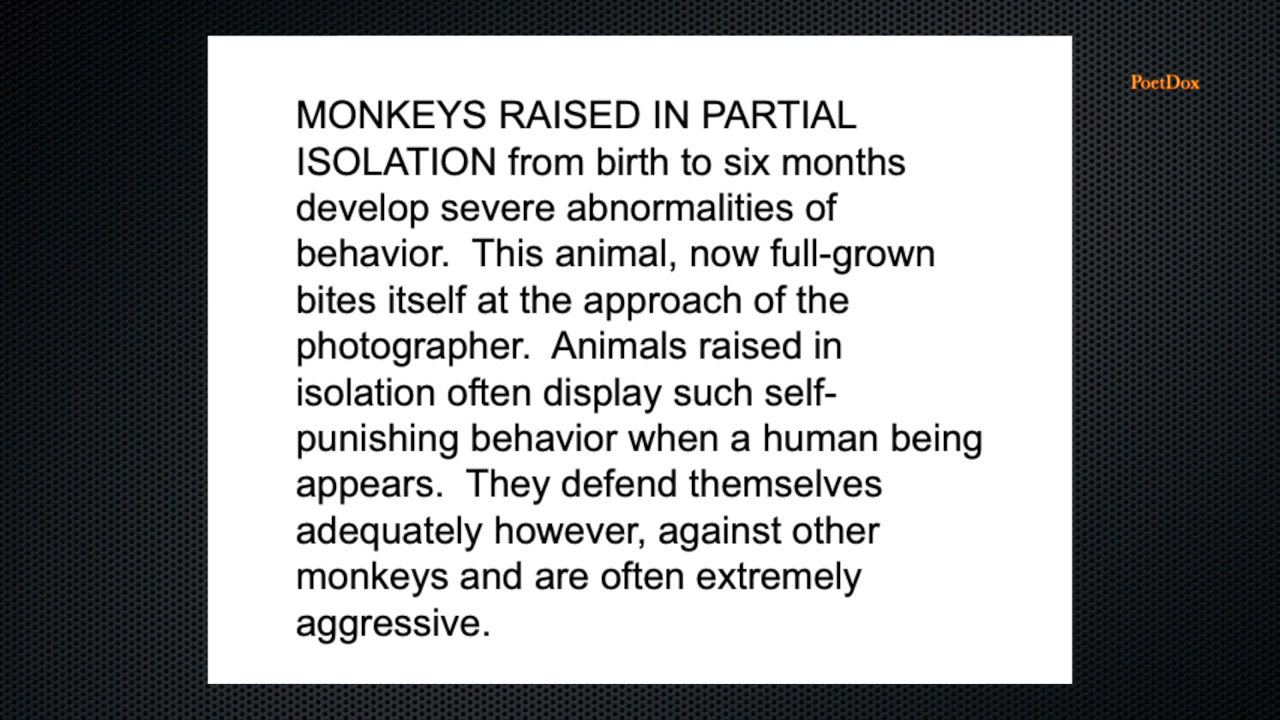 PoetDox
MONKEYS RAISED IN PARTIAL
ISOLATION from birth to six months
develop severe abnormalities of
behavior.  This animal, now full-grown
bites itself at the approach of the
photographer.  Animals raised in
isolation often display such self-
punishing behavior when a human being
appears.  They defend themselves
adequately however, against other
monkeys and are often extremely
aggressive.